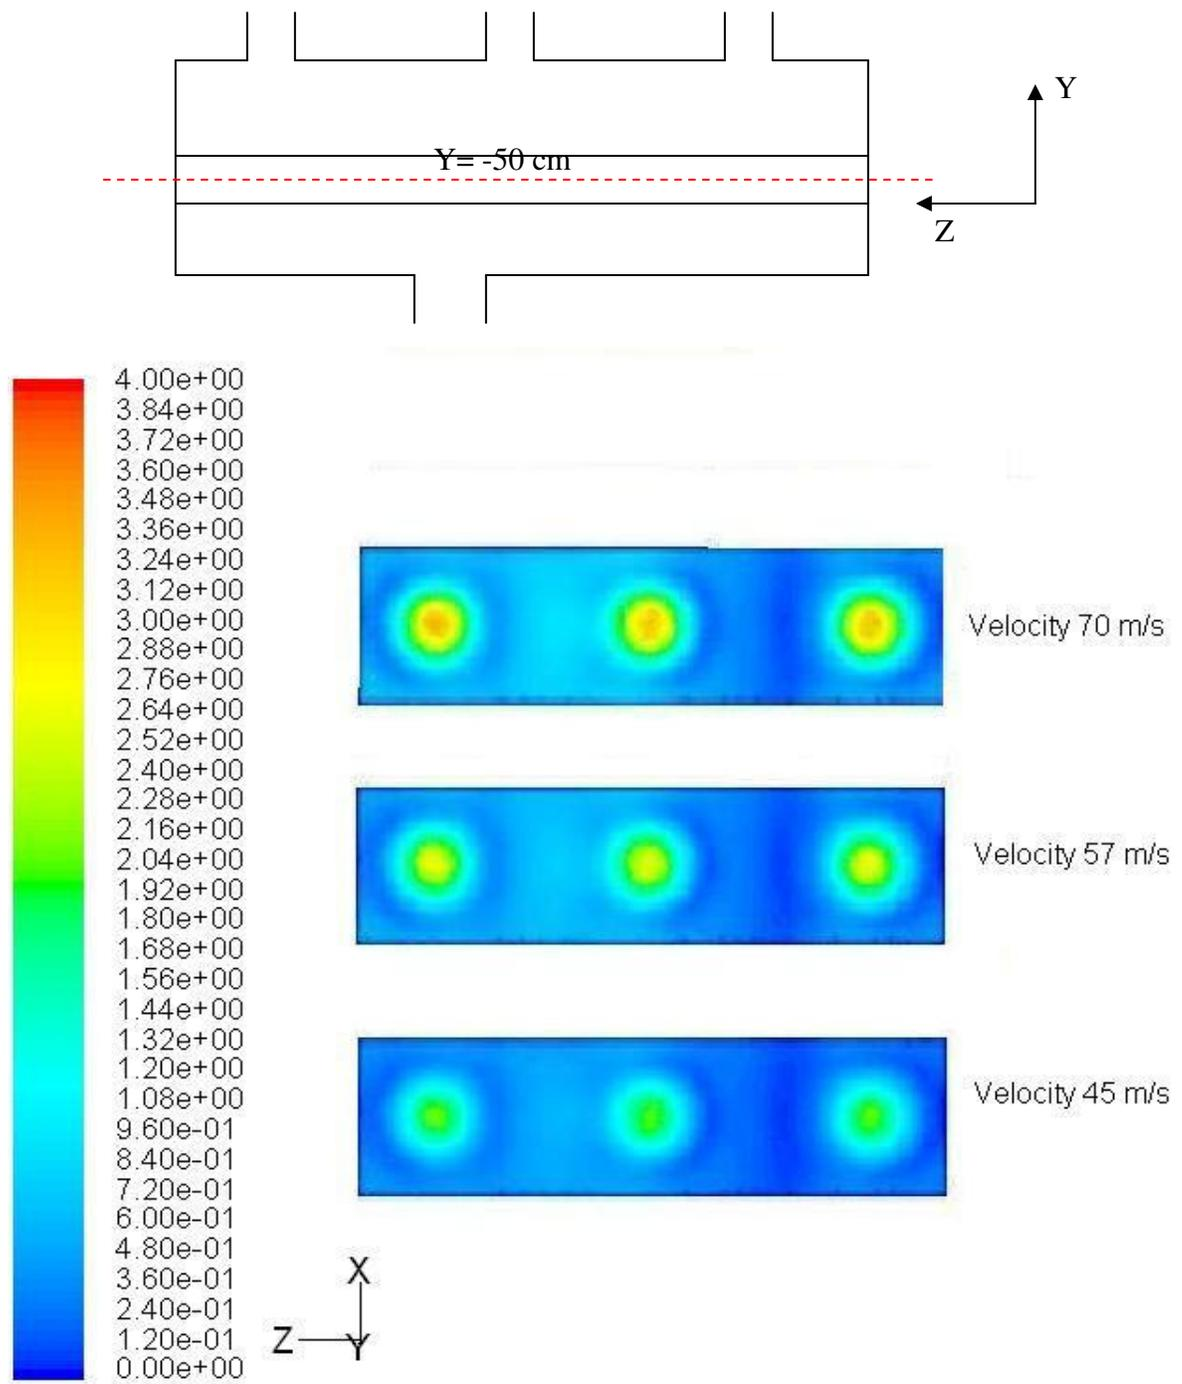 Y
Y= -50 cm
Z
4.00e+00
3.84e+00
3.72e+00
3.60e+00
3.48e+00
3.36e+00
3.24e+00
3.12e+00
3.00e+00
2.88e+00
2.76e+00
2.64e+00
2.52e+00
2.40e+00
2.28e+00
2.16e+00
2.04e+00
1.92e+00
1.80e+00
1.68e+00
1.56e+00
1.44e+00
1.32e+00
1.20e+00
1.08e+00
9.60e-01
8.40e-01
7.20e-01
6.00e-01
4.80e-01
3.60e-01
2.40e-01
1.20e-01
0.00e+00
Velocity 70 m/s
Velocity 57 m/s
Velocity 45 m/s
X
Z
Y